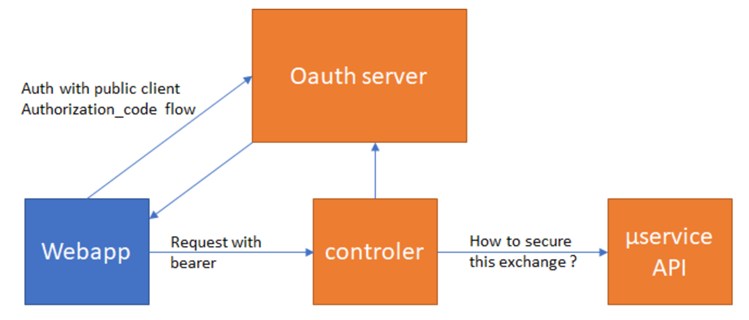 Oauth server
Auth with public client
Authorization_code flow
Webapp
Request with
bearer
controler
How to secure
this exchange ?
µservice
API